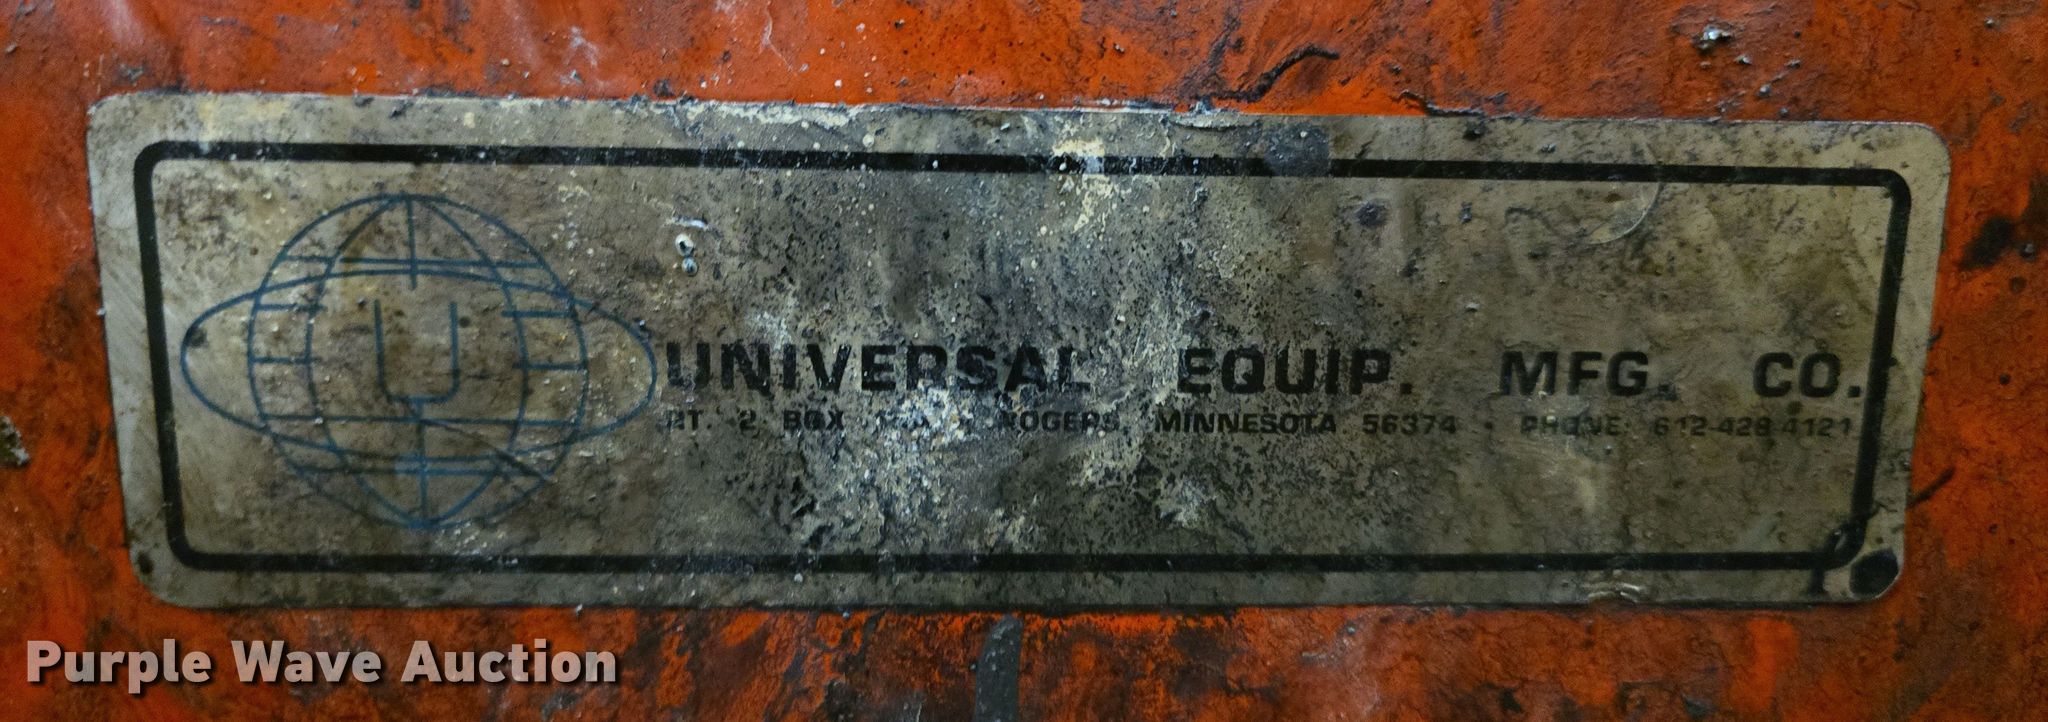 U
UNIVERSAL EQUIP. MFG. CO.
RT. 2 BOX ROGERS, MINNESOTA 56374 • PHONE: 612-428-4121
Purple Wave Auction